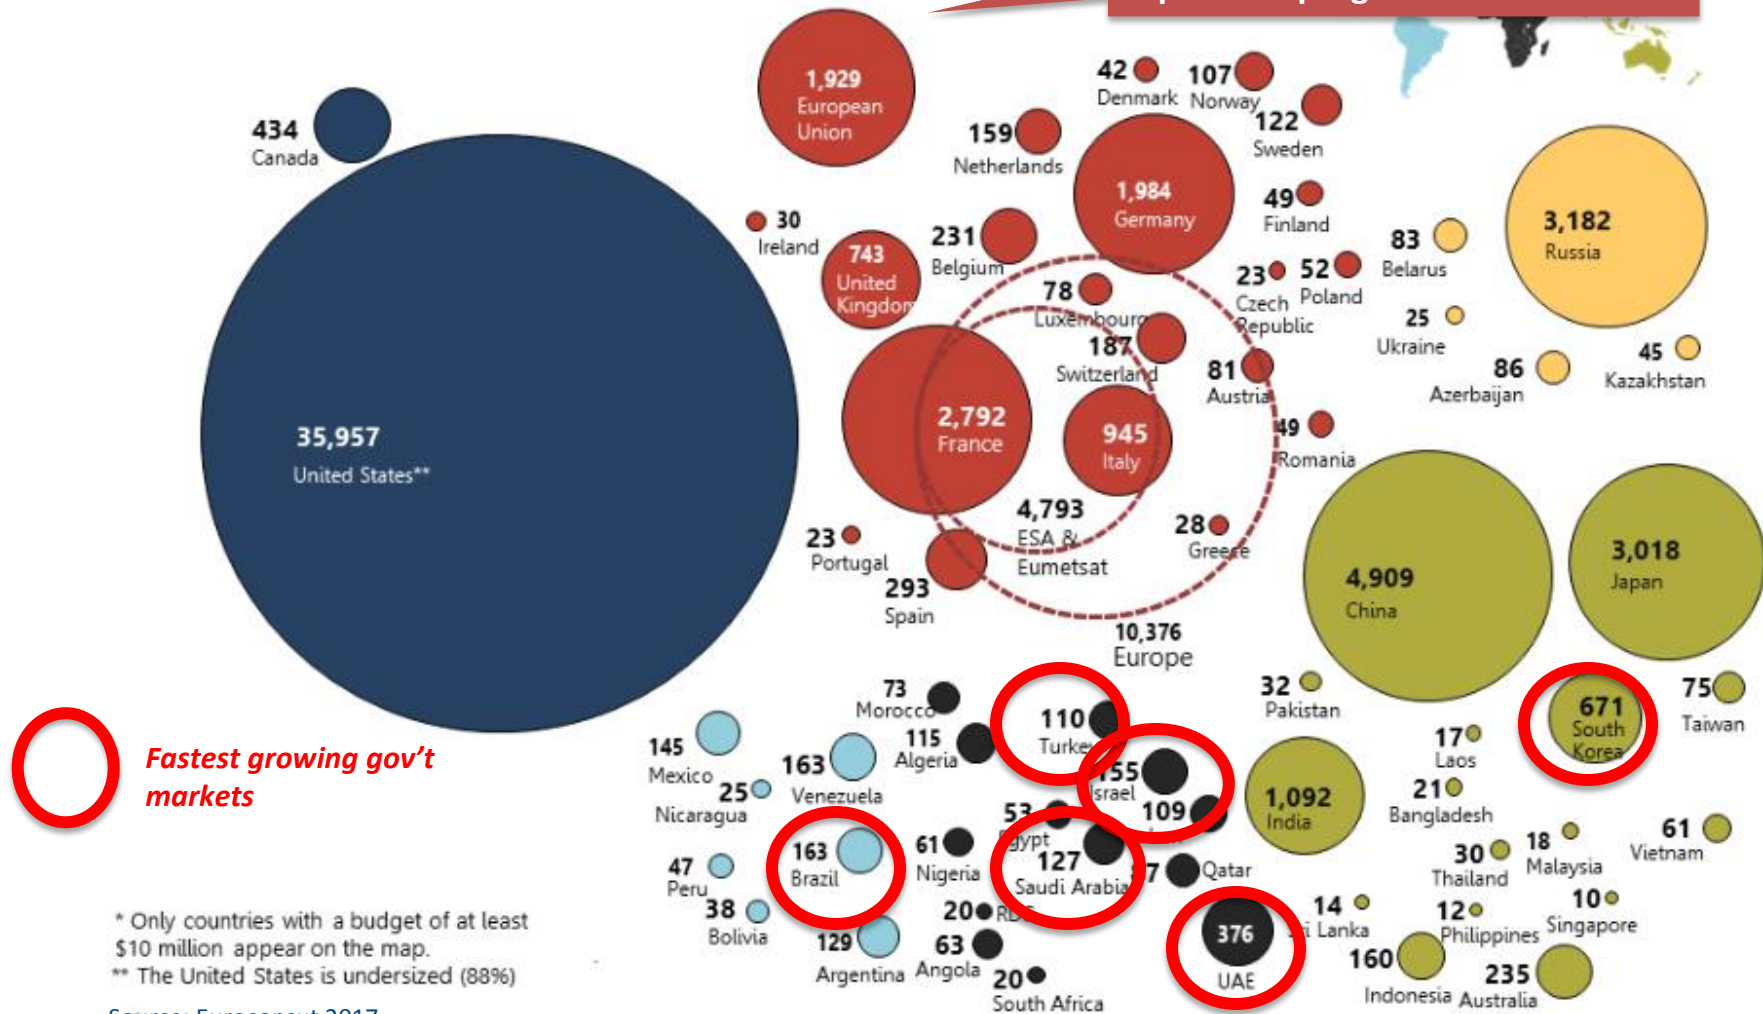 1,929
European
Union
434
Canada
42
Denmark
107
Norway
122
Sweden
159
Netherlands
1,984
Germany
49
Finland
3,182
Russia
30
Ireland
743
United
Kingdom
231
Belgium
83
Belarus
23
Czech
Republic
52
Poland
78
Luxembourg
25
Ukraine
187
Switzerland
81
Austria
86
Azerbaijan
45
Kazakhstan
35,957
United States**
2,792
France
945
Italy
49
Romania
4,793
ESA &
Eumetsat
28
Greece
23
Portugal
293
Spain
4,909
China
3,018
Japan
10,376
Europe
73
Morocco
110
Turkey
32
Pakistan
671
South
Korea
75
Taiwan
Fastest growing gov't
markets
145
Mexico
163
Venezuela
115
Algeria
155
Israel
17
Laos
25
Nicaragua
53
Egypt
109
1,092
India
21
Bangladesh
163
Brazil
61
Nigeria
127
Saudi Arabia
Qatar
30
Thailand
18
Malaysia
61
Vietnam
47
Peru
38
Bolivia
129
Argentina
20
63
Angola
20
South Africa
376
UAE
14
Sri Lanka
12
Philippines
10
Singapore
160
Indonesia
235
Australia
* Only countries with a budget of at least
$10 million appear on the map.
** The United States is undersized (88%)
Source: Euroconsult 2017